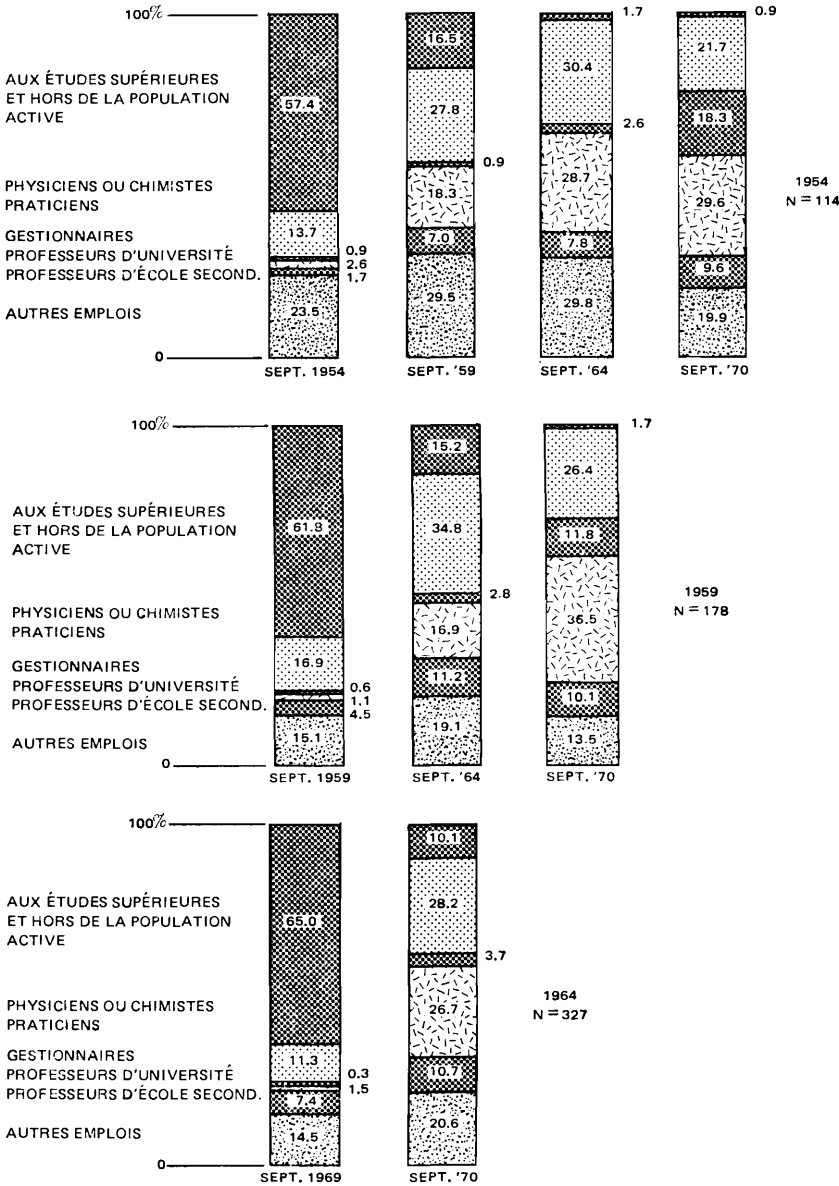 100%
AUX ÉTUDES SUPÉRIEURES
ET HORS DE LA POPULATION
ACTIVE
PHYSICIENS OU CHIMISTES
PRATICIENS
GESTIONNAIRES
PROFESSEURS D'UNIVERSITÉ
PROFESSEURS D'ÉCOLE SECOND.
AUTRES EMPLOIS
0
57.4
13.7
0.9
2.6
1.7
23.5
SEPT. 1954
16.5
27.8
0.9
18.3
7.0
29.5
SEPT. '59
1.7
30.4
2.6
28.7
7.8
29.8
SEPT. '64
0.9
21.7
18.3
29.6
9.6
19.9
SEPT. '70
1954
N = 114
100%
AUX ÉTUDES SUPÉRIEURES
ET HORS DE LA POPULATION
ACTIVE
PHYSICIENS OU CHIMISTES
PRATICIENS
GESTIONNAIRES
PROFESSEURS D'UNIVERSITÉ
PROFESSEURS D'ÉCOLE SECOND.
AUTRES EMPLOIS
0
61.8
16.9
0.6
1.1
4.5
15.1
SEPT. 1959
15.2
34.8
2.8
16.9
11.2
19.1
SEPT. '64
1.7
26.4
11.8
36.5
10.1
13.5
SEPT. '70
1959
N = 178
100%
AUX ÉTUDES SUPÉRIEURES
ET HORS DE LA POPULATION
ACTIVE
PHYSICIENS OU CHIMISTES
PRATICIENS
GESTIONNAIRES
PROFESSEURS D'UNIVERSITÉ
PROFESSEURS D'ÉCOLE SECOND.
AUTRES EMPLOIS
0
65.0
11.3
0.3
1.5
7.4
14.5
SEPT. 1969
10.1
28.2
3.7
26.7
10.7
20.6
SEPT. '70
1964
N = 327